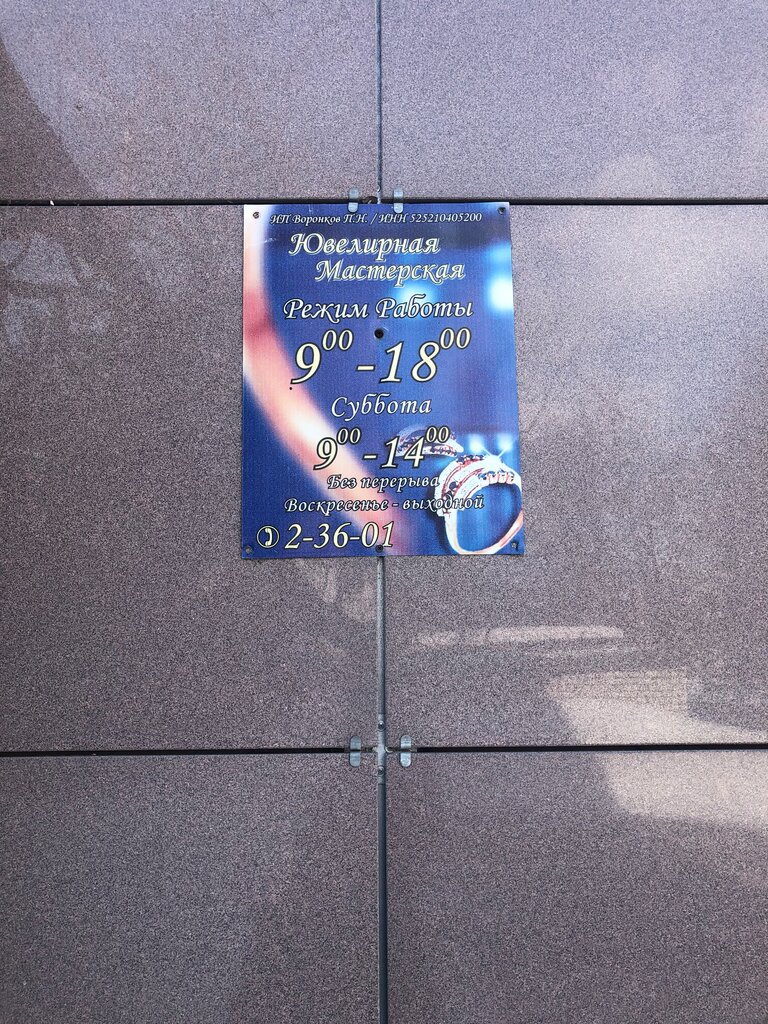 ИП Воронков П.Н. / ИНН 525210405200
Ювелирная
Мастерская
Режим Работы
9⁰⁰-18⁰⁰
Суббота
9⁰⁰-14⁰⁰
Без перерыва
Воскресенье - выходной
2-36-01